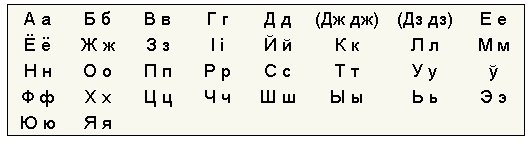 А а Б б В в Г г Д д (Дж дж) (Дз дз) Е е
Ё ё Ж ж З з І і Й й К к Л л М м
Н н О о П п Р р С с Т т У у ў
Ф ф Х х Ц ц Ч ч Ш ш Ы ы Ь ь Э э
Ю ю Я я